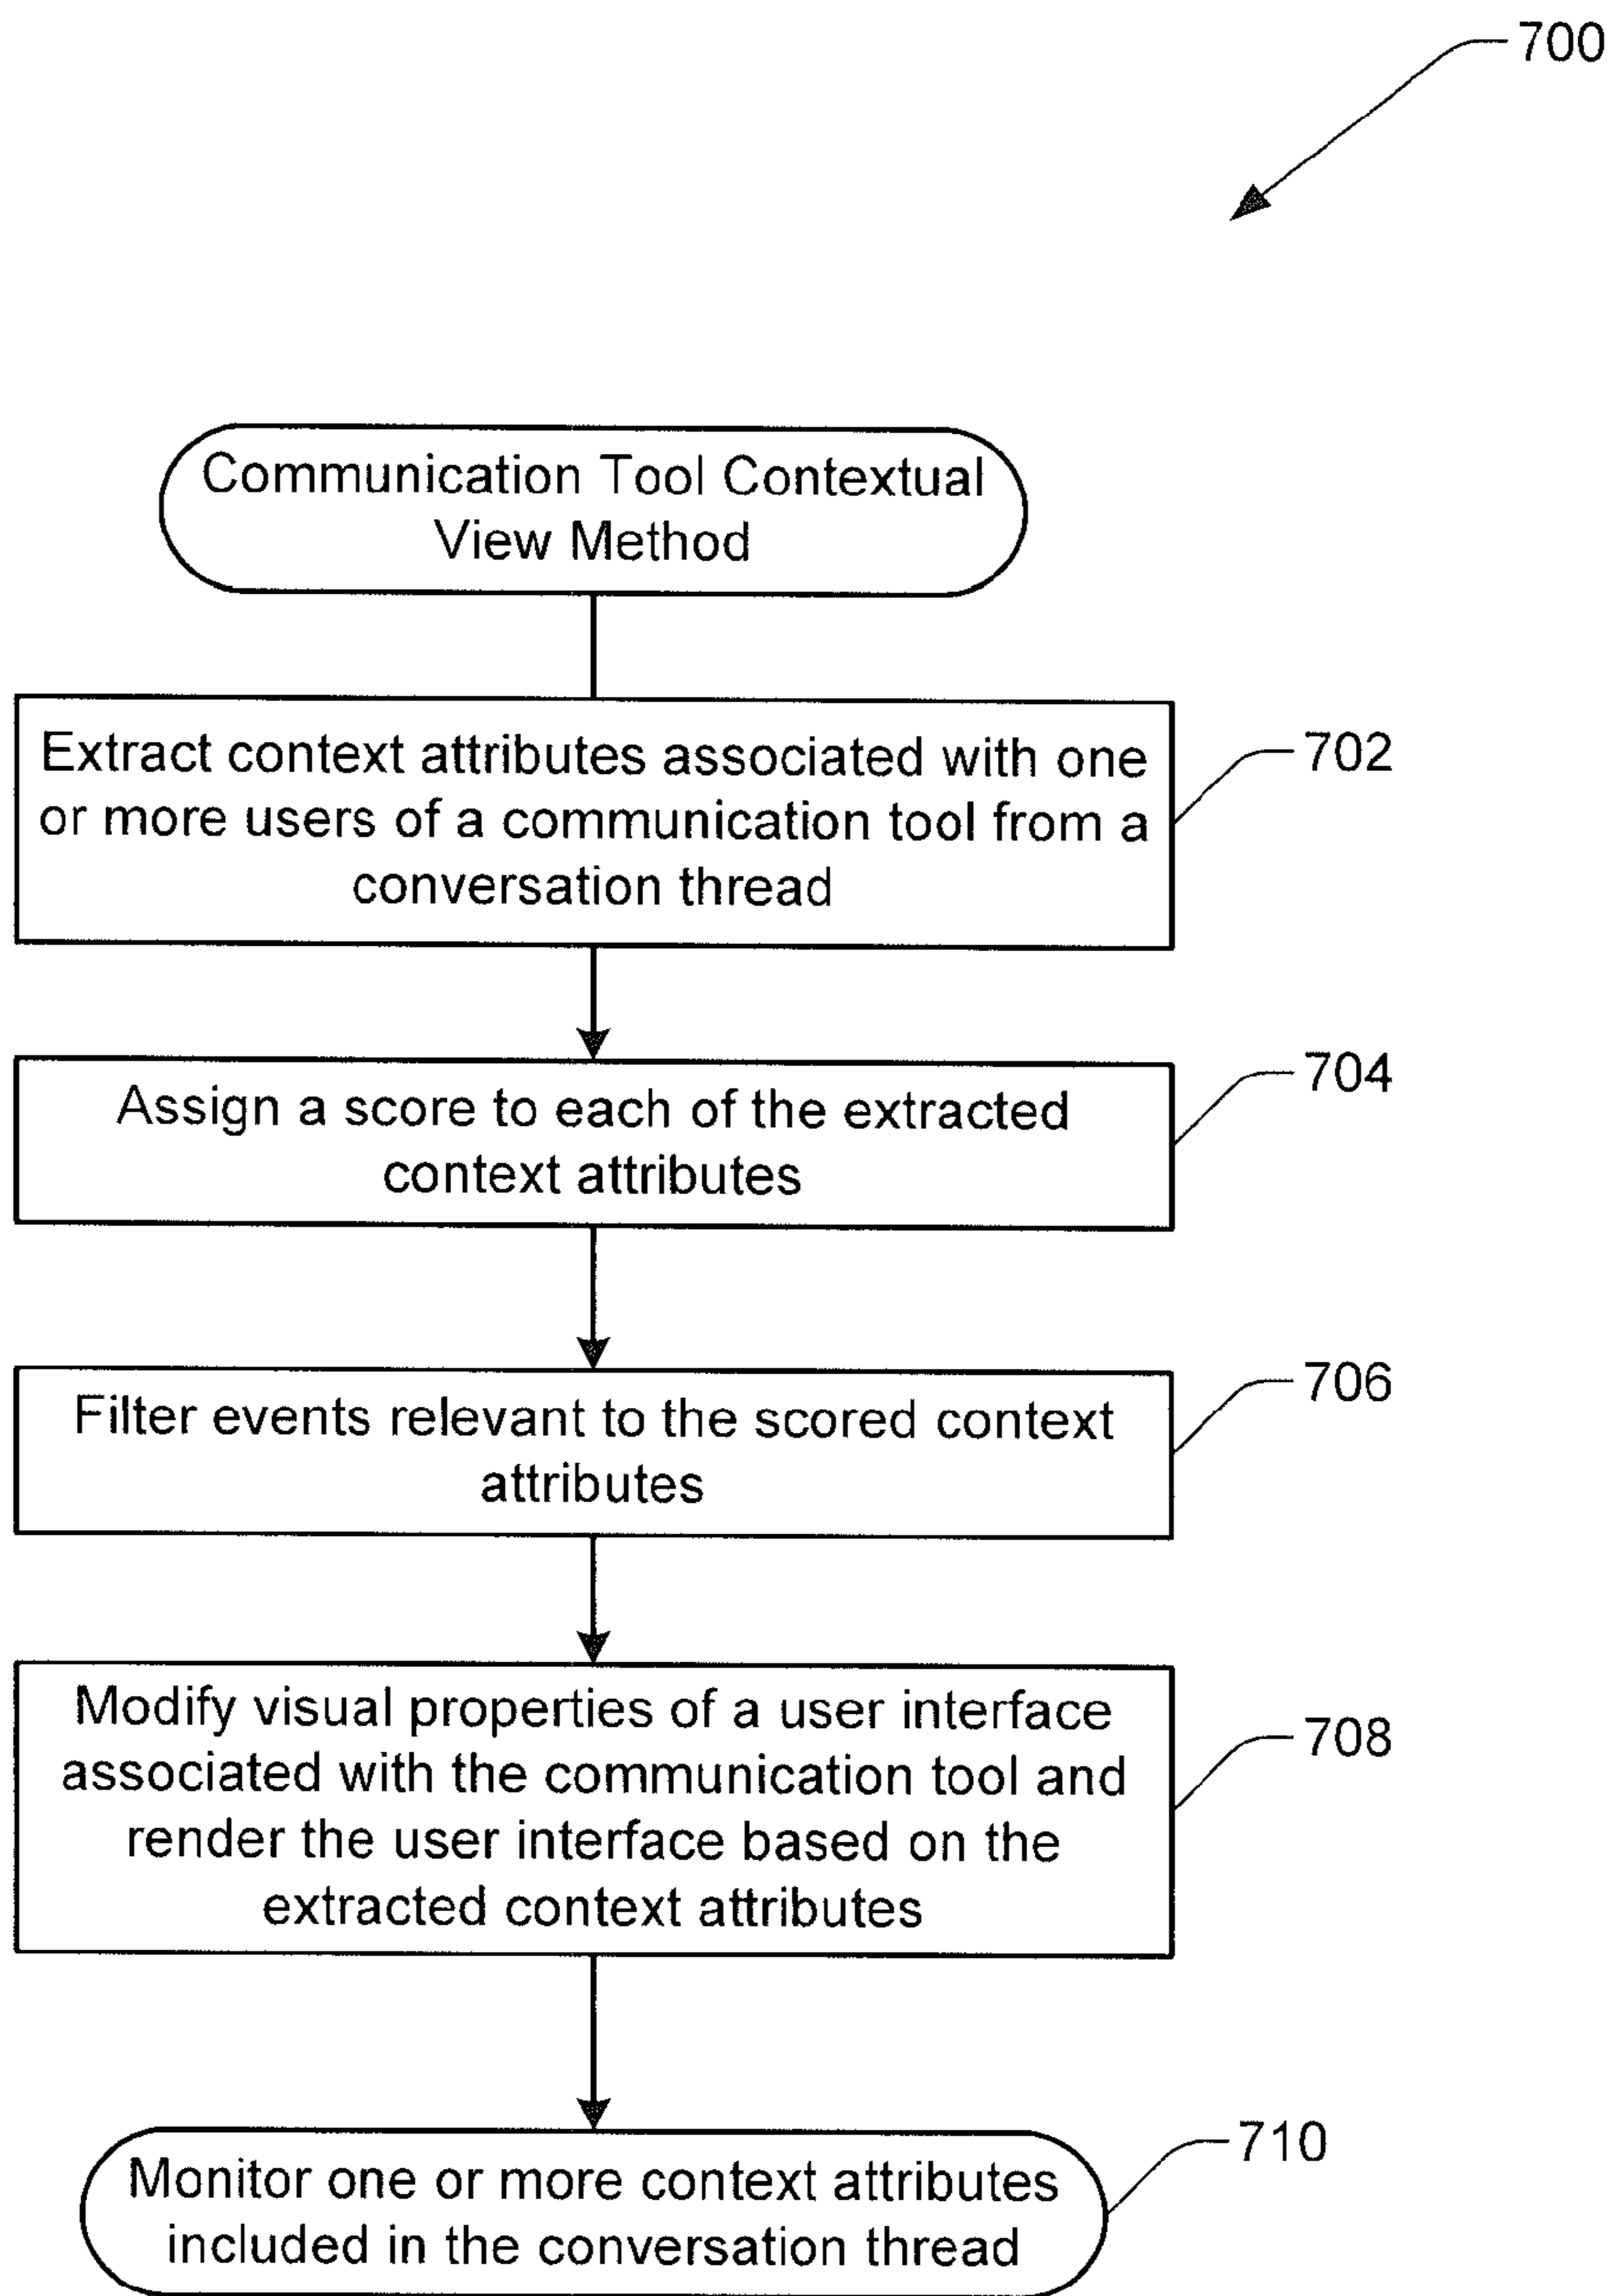 700
Communication Tool Contextual
View Method
Extract context attributes associated with one
or more users of a communication tool from a
conversation thread
702
Assign a score to each of the extracted
context attributes
704
Filter events relevant to the scored context
attributes
706
Modify visual properties of a user interface
associated with the communication tool and
render the user interface based on the
extracted context attributes
708
Monitor one or more context attributes
included in the conversation thread
710